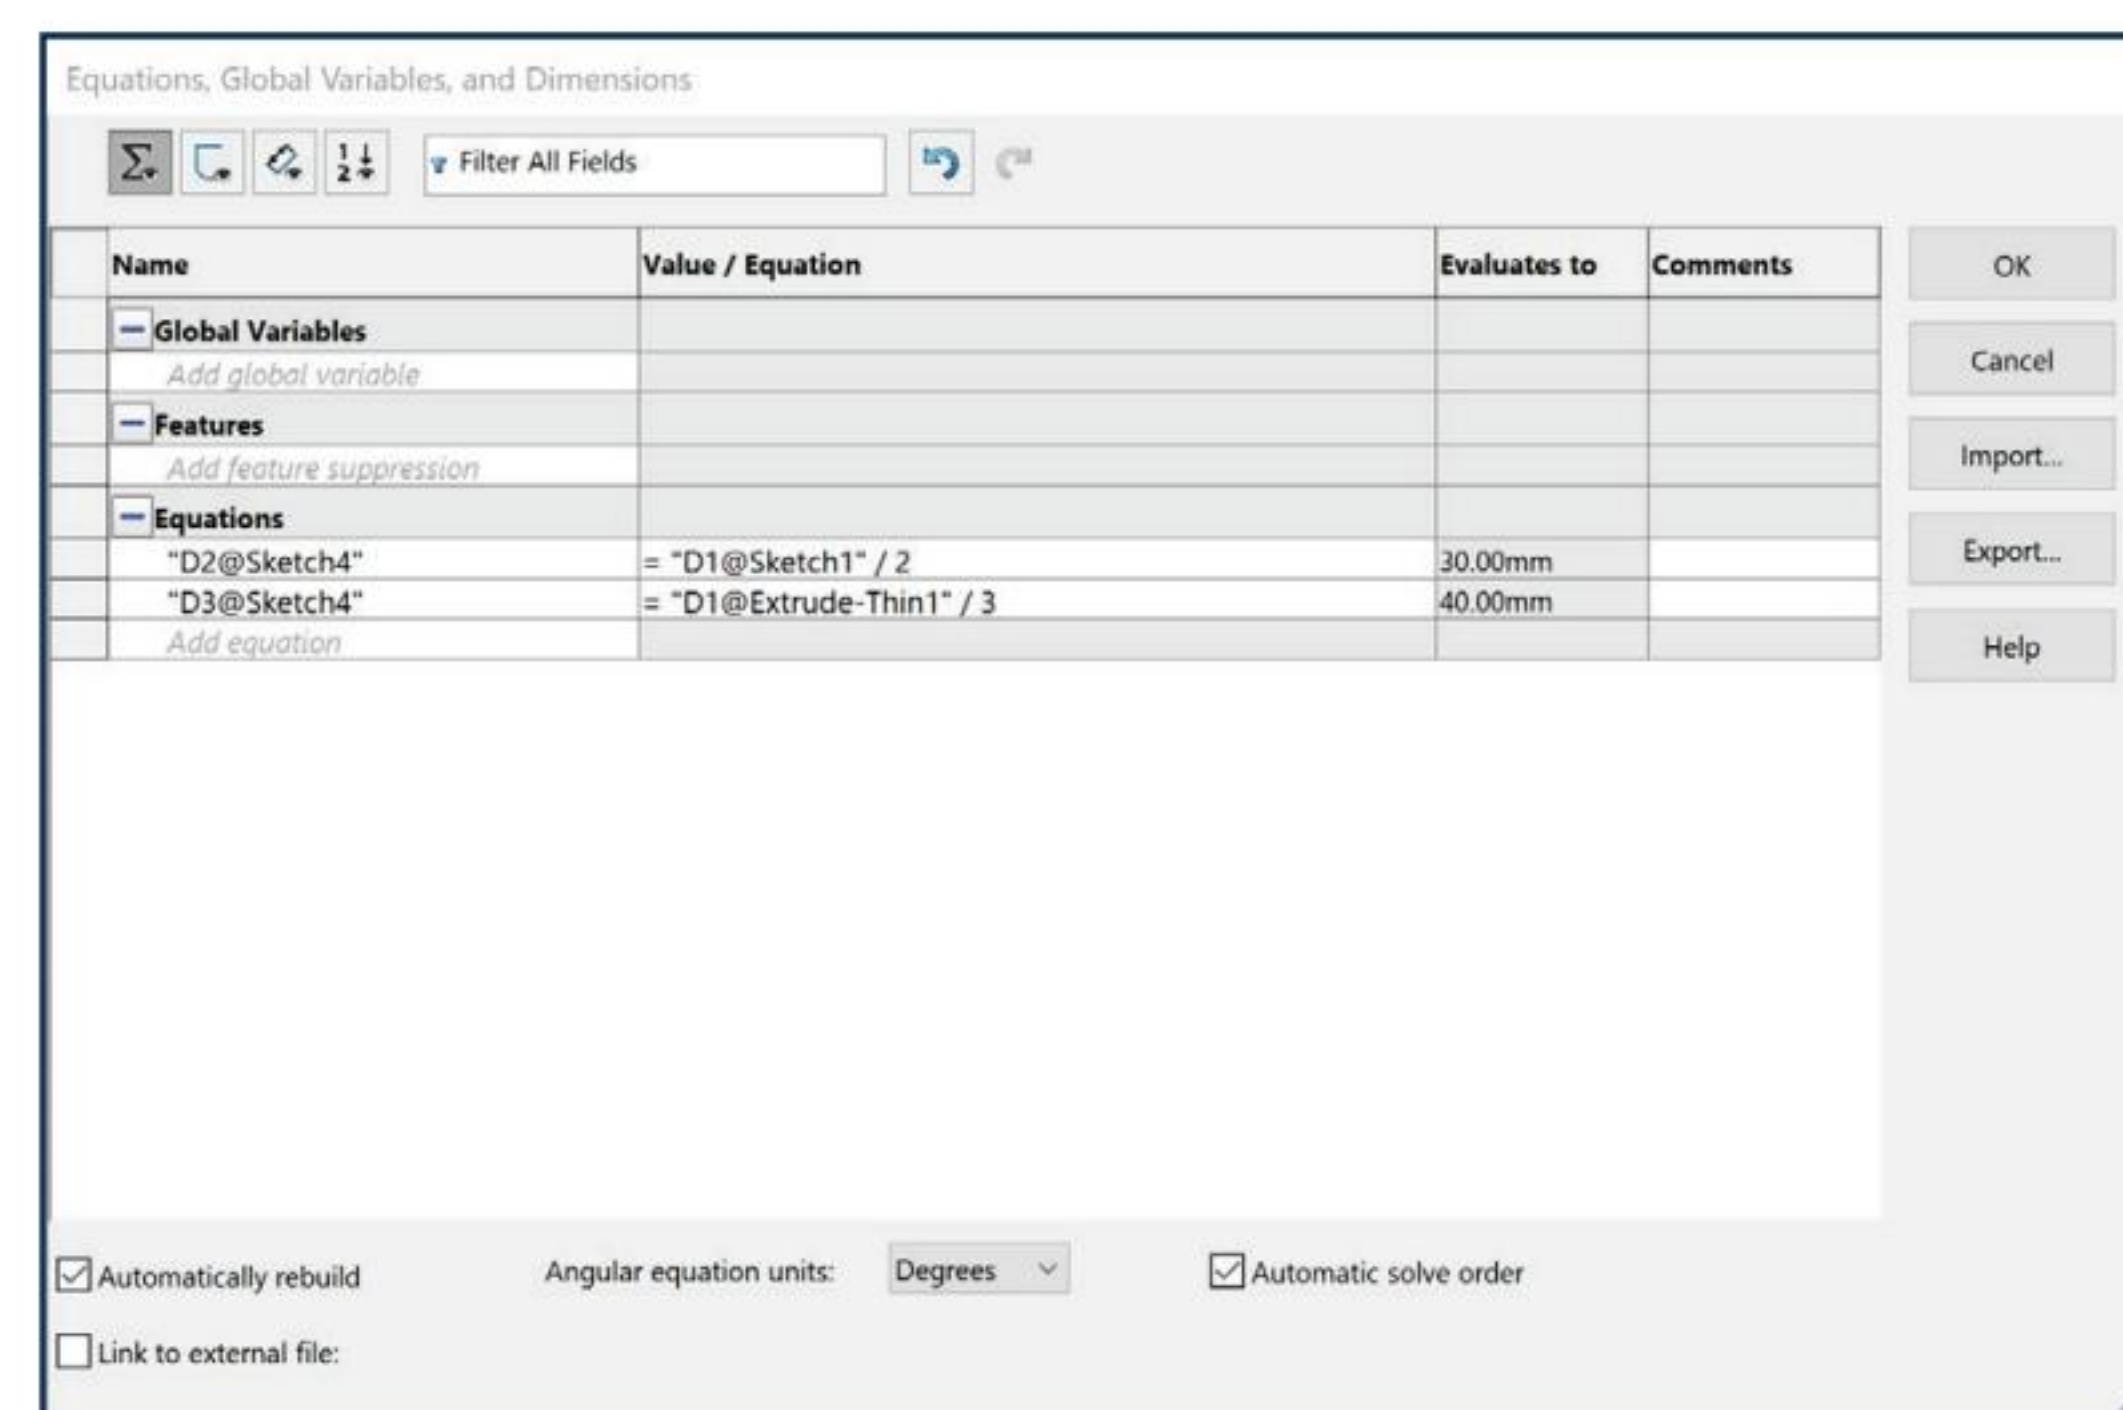 Equations, Global Variables, and Dimensions
Filter All Fields
Name Value / Equation Evaluates to Comments
Global Variables
Add global variable
Features
Add feature suppression
Equations
"D2@Sketch4" = "D1@Sketch1" / 2 30.00mm
"D3@Sketch4" = "D1@Extrude-Thin1" / 3 40.00mm
Add equation
OK
Cancel
Import...
Export...
Help
Automatically rebuild Angular equation units: Degrees Automatic solve order
Link to external file: